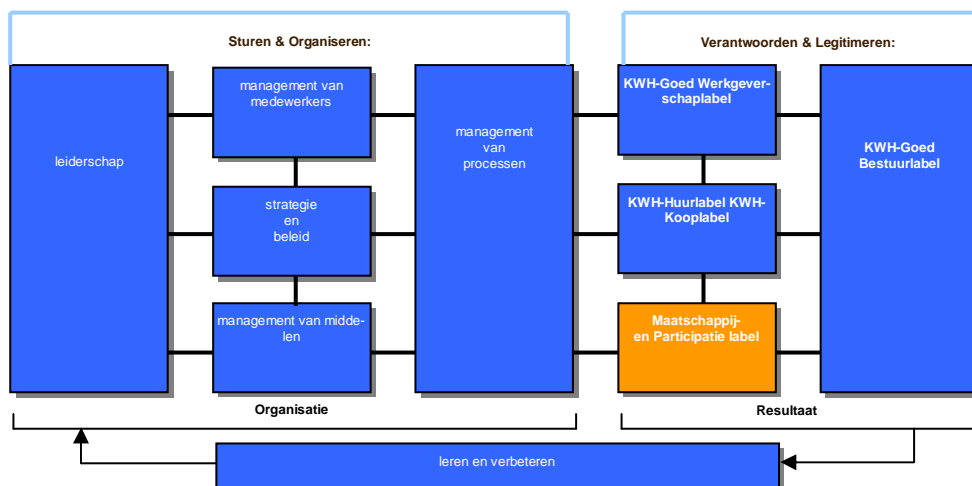 Sturen & Organiseren:
Verantwoorden & Legitimeren:
leiderschap
management van
medewerkers
strategie
en
beleid
management van midde-
len
management
van
processen
KWH-Goed Werkgever-
schaplabel
KWH-Huurlabel KWH-
Kooplabel
Maatschappij-
en Participatie label
KWH-Goed
Bestuurlabel
Organisatie
Resultaat
leren en verbeteren